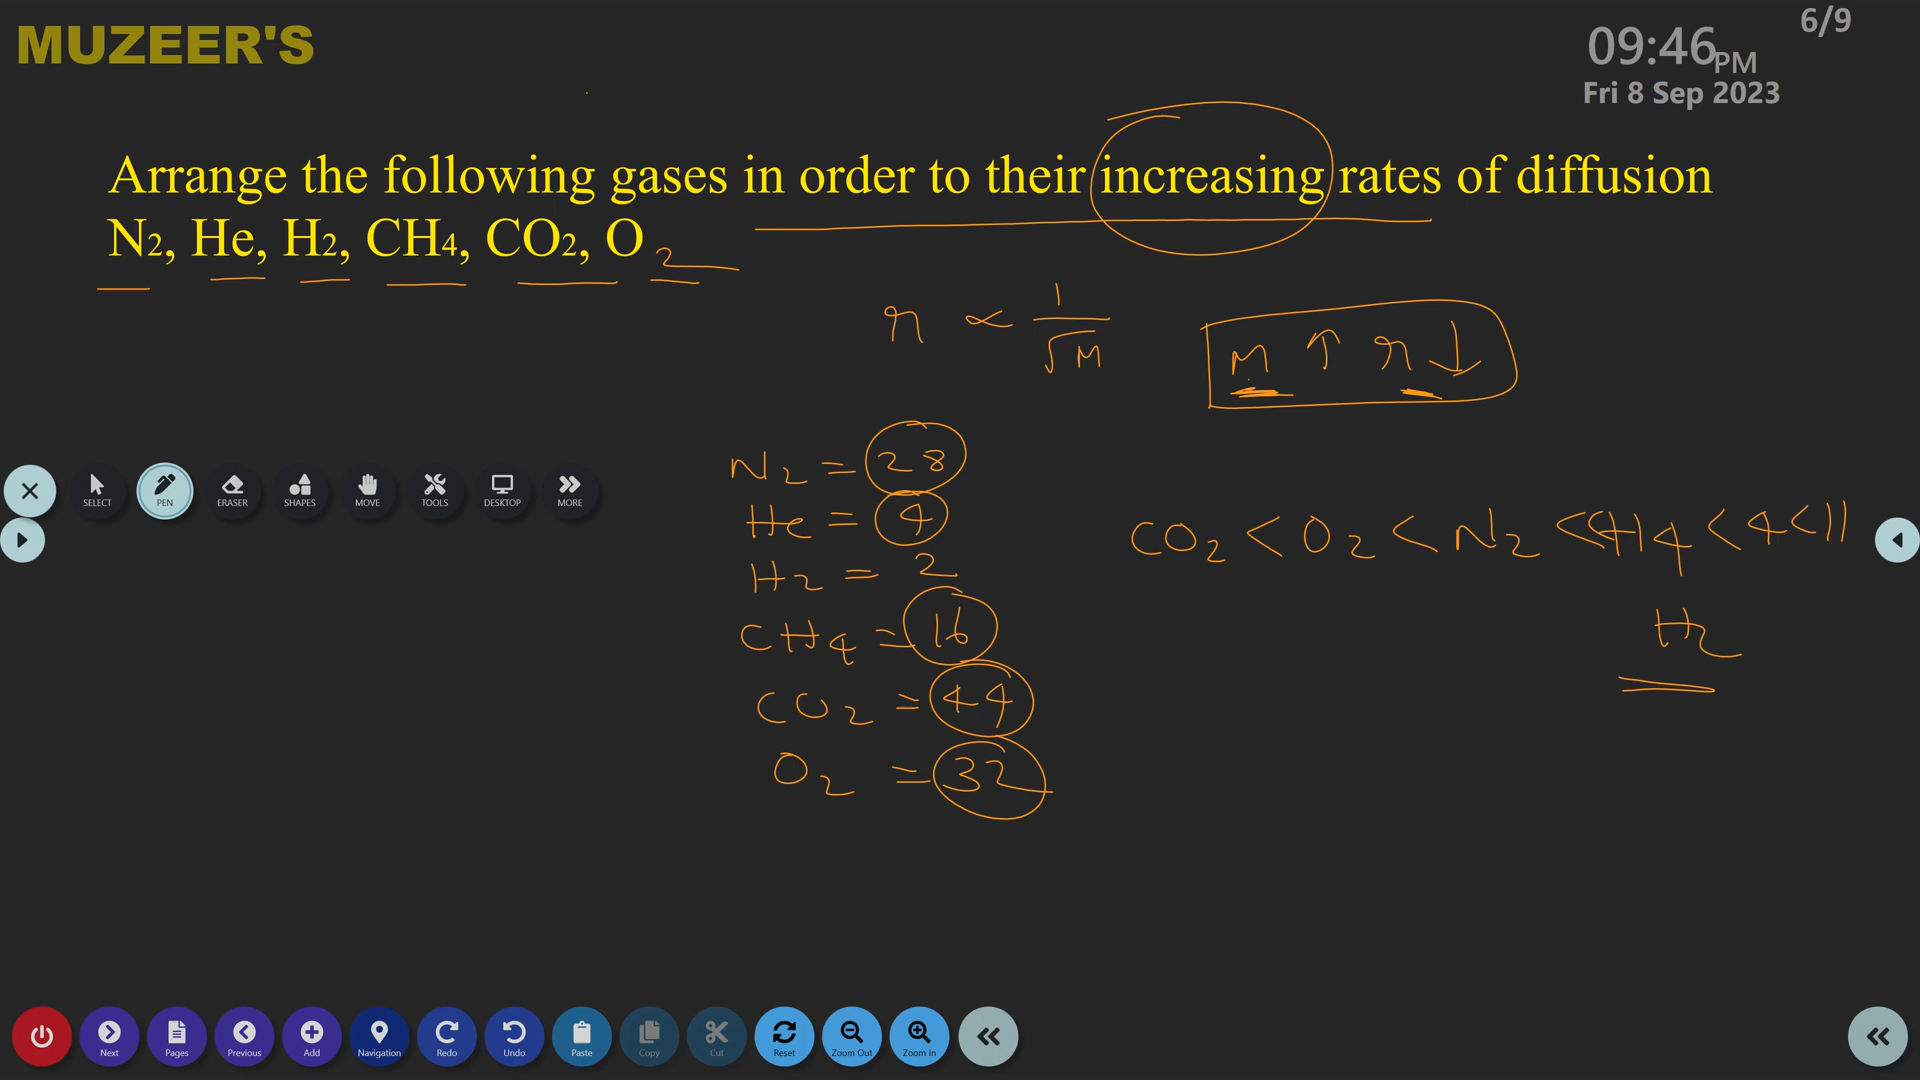 MUZEER'S
6/9
09:46PM
Fri 8 Sep 2023
Arrange the following gases in order to their increasing rates of diffusion
N2, He, H2, CH4, CO2, O 2
r ∝ 1/√M
M ↑ r ↓
N2 = 28
He = 4
H2 = 2
CH4 = 16
CO2 = 44
O2 = 32
CO2 < O2 < N2 < CH4 < 4 <
H2
SELECT PEN ERASER SHAPES MOVE TOOLS DESKTOP MORE
Next Pages Previous Add Navigation Redo Undo Paste Copy Cut Reset Zoom Out Zoom In